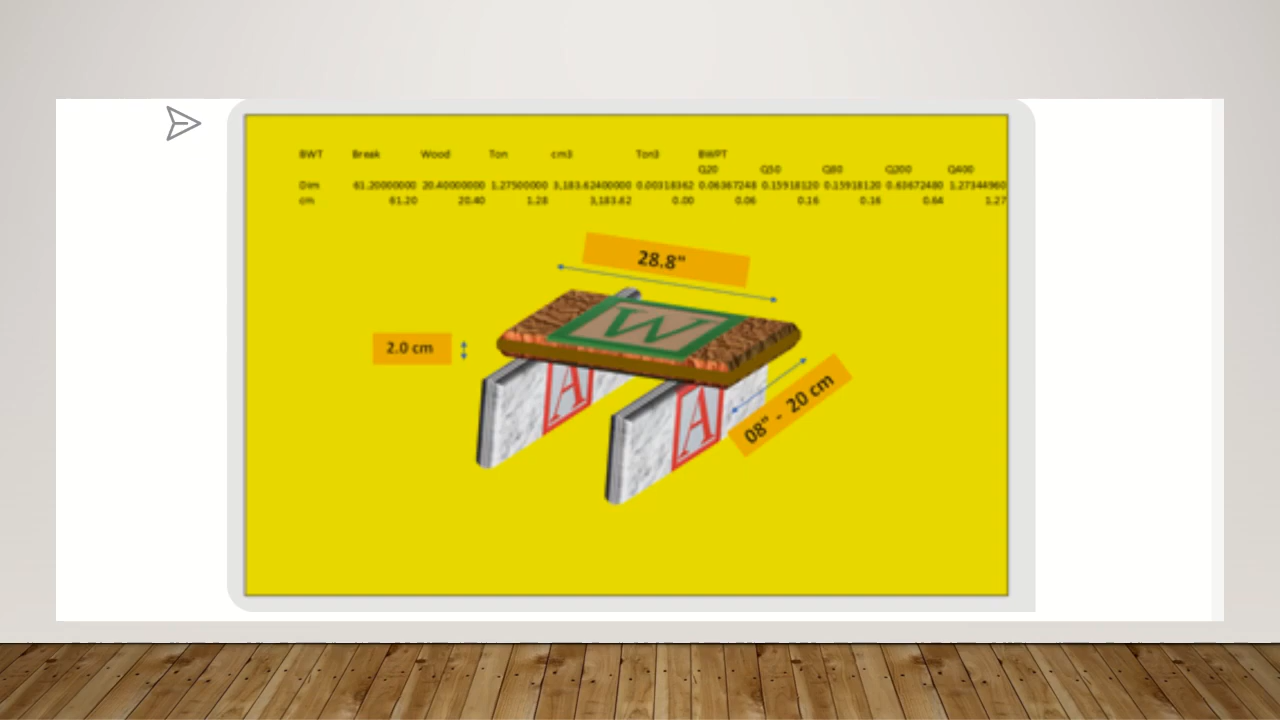 BWT Break Wood Ton cm3 Ton3 BWPT
Q20 Q50 Q80 Q200 Q400
Dim 61.20000000 20.40000000 1.27500000 3,183.62400000 0.00318362 0.06367248 0.15918120 0.15918120 0.63672480 1.27344960
cm 61.20 20.40 1.28 3,183.62 0.00 0.06 0.16 0.16 0.64 1.27
28.8"
W
2.0 cm
A
A
08" - 20 cm